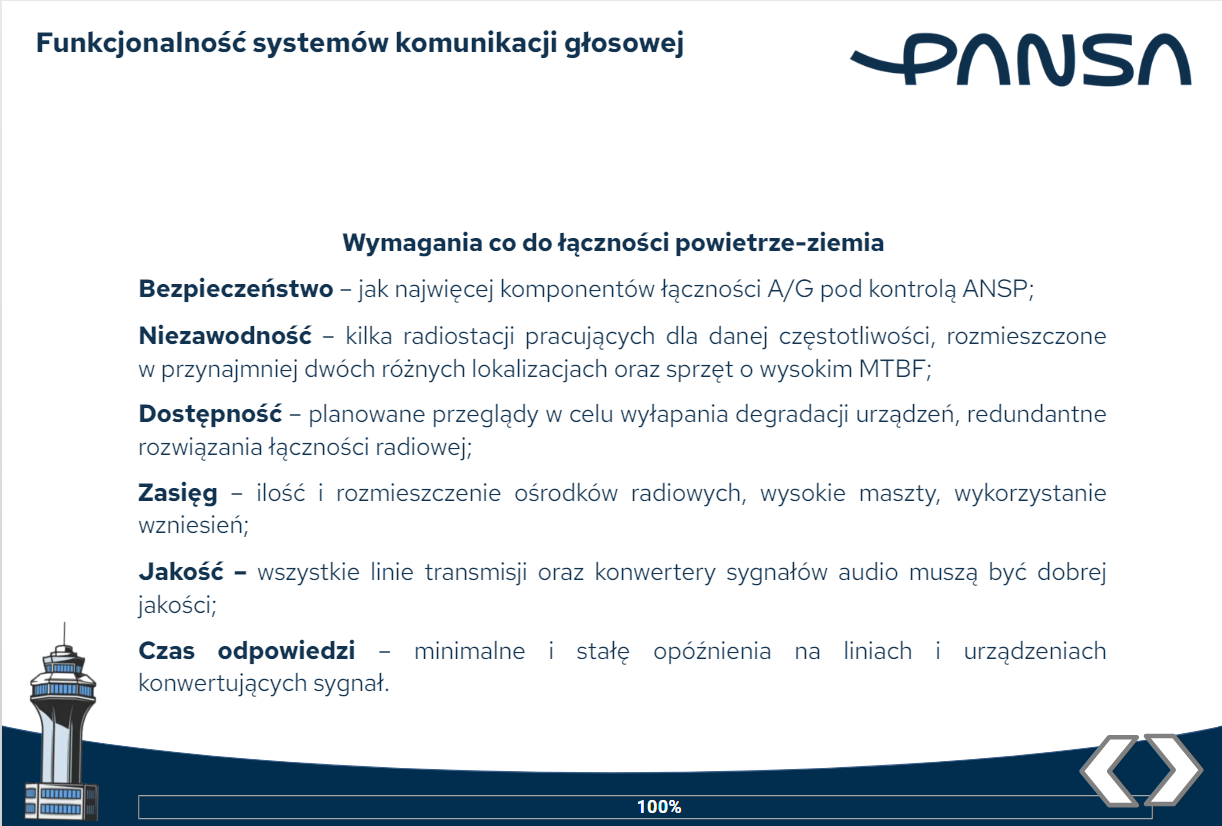 Funkcjonalność systemów komunikacji głosowej
PANSA
Wymagania co do łączności powietrze-ziemia
Bezpieczeństwo – jak najwięcej komponentów łączności A/G pod kontrolą ANSP;
Niezawodność – kilka radiostacji pracujących dla danej częstotliwości, rozmieszczone
w przynajmniej dwóch różnych lokalizacjach oraz sprzęt o wysokim MTBF;
Dostępność – planowane przeglądy w celu wyłapania degradacji urządzeń, redundantne
rozwiązania łączności radiowej;
Zasięg – ilość i rozmieszczenie ośrodków radiowych, wysokie maszty, wykorzystanie
wzniesień;
Jakość – wszystkie linie transmisji oraz konwertery sygnałów audio muszą być dobrej
jakości;
Czas odpowiedzi – minimalne i stałę opóźnienia na liniach i urządzeniach
konwertujących sygnał.
100%